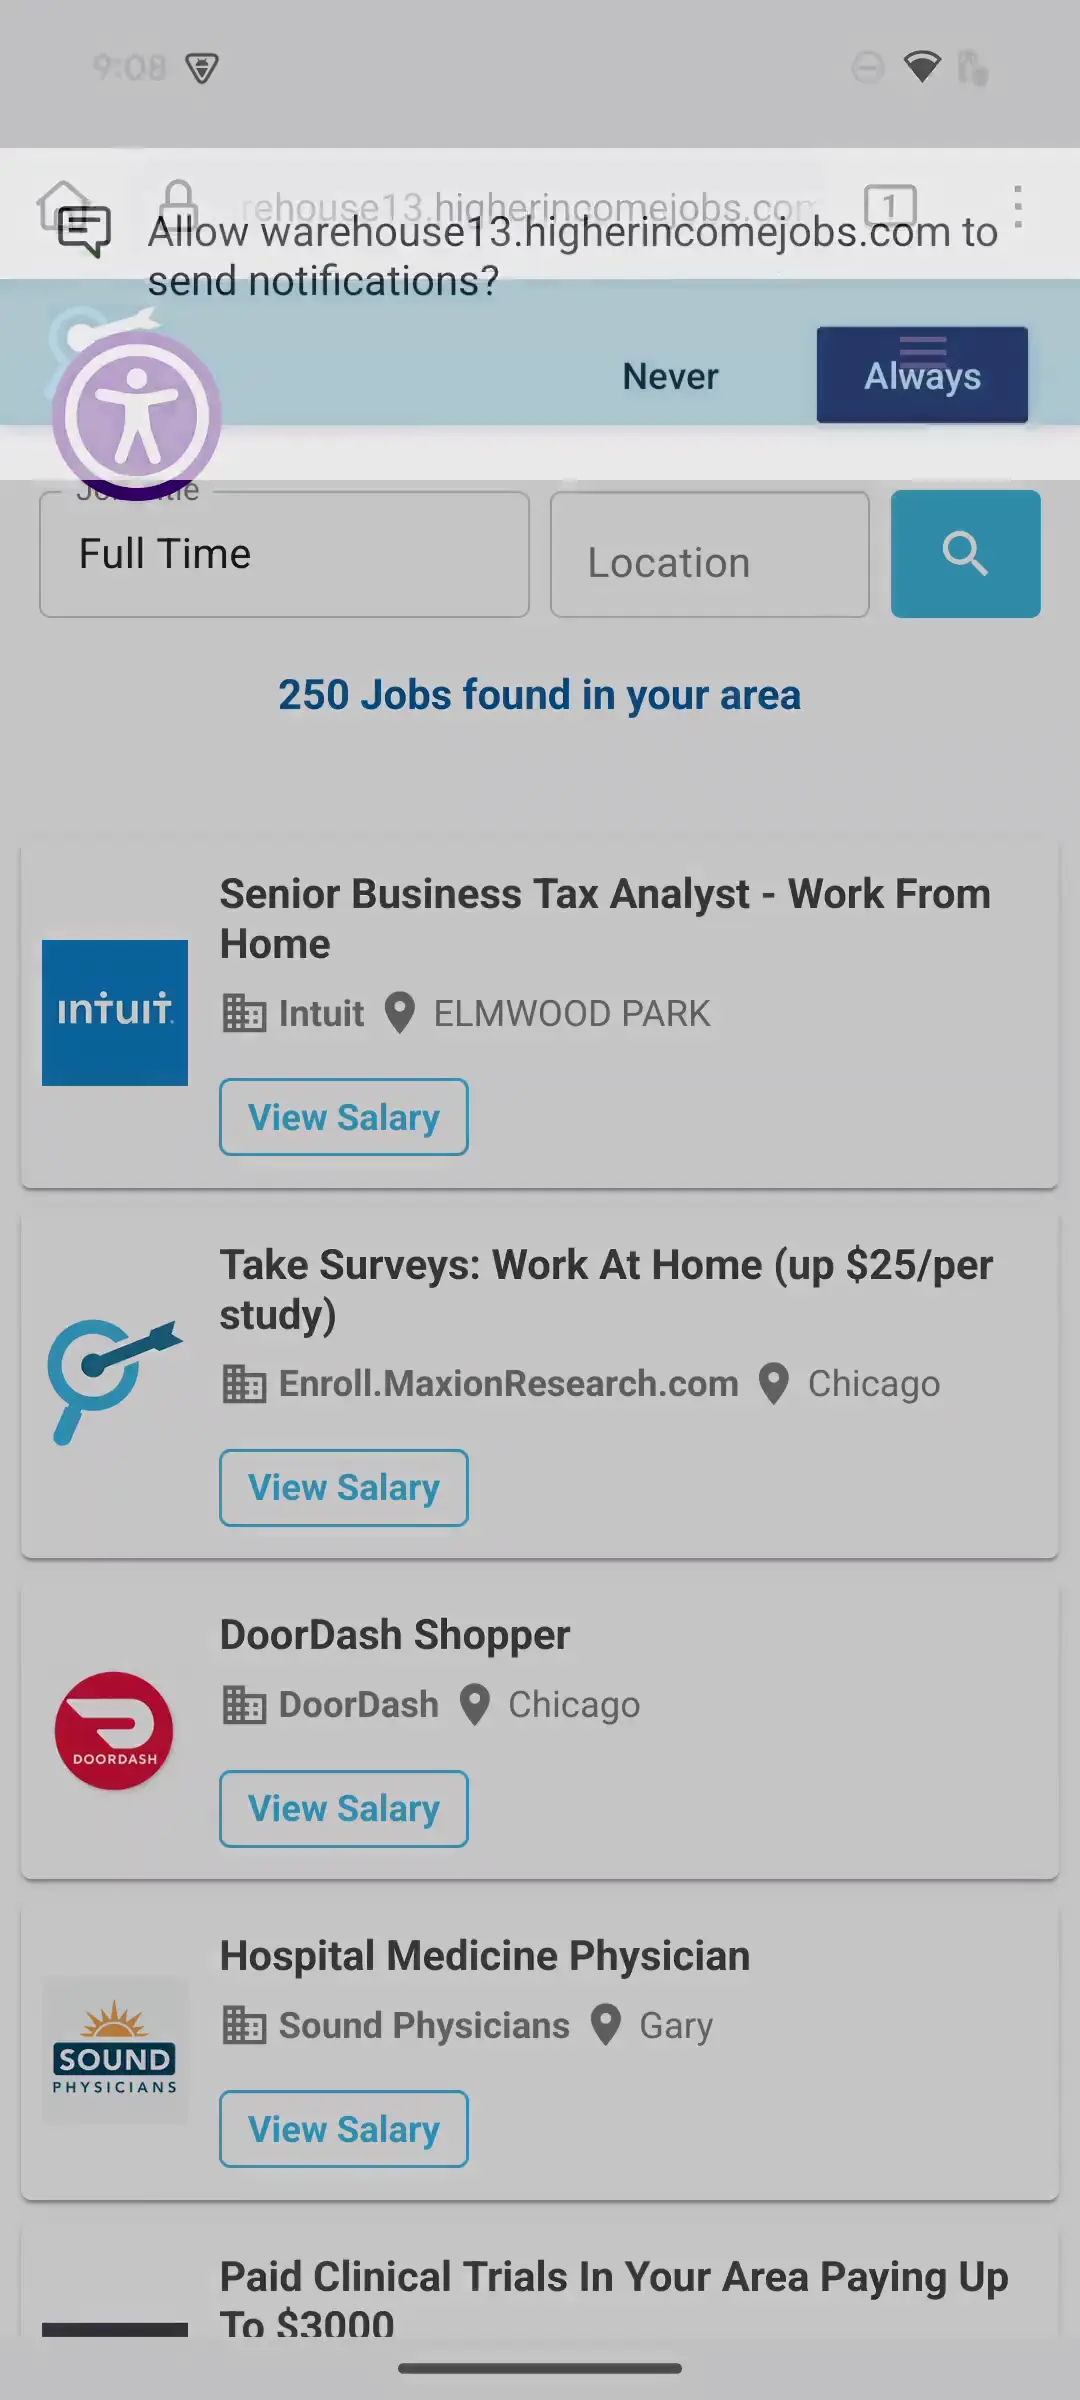 9:08
rehouse13.higherincomejobs.com
1
Allow warehouse13.higherincomejobs.com to
send notifications?
Never
Always
Full Time
Location
250 Jobs found in your area
Senior Business Tax Analyst - Work From
Home
ıntuıt.
Intuit
ELMWOOD PARK
View Salary
Take Surveys: Work At Home (up $25/per
study)
Enroll.MaxionResearch.com
Chicago
View Salary
DoorDash Shopper
DoorDash
Chicago
DOORDASH
View Salary
Hospital Medicine Physician
Sound Physicians
Gary
SOUND
PHYSICIANS
View Salary
Paid Clinical Trials In Your Area Paying Up
To $3000